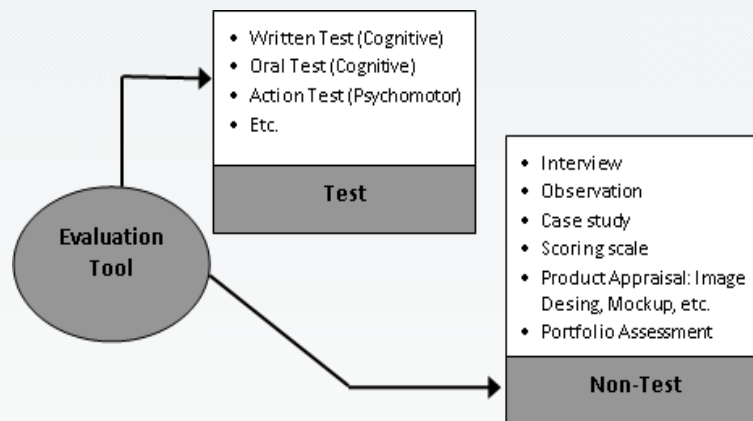 • Written Test (Cognitive)
• Oral Test (Cognitive)
• Action Test (Psychomotor)
• Etc.
Test
Evaluation
Tool
• Interview
• Observation
• Case study
• Scoring scale
• Product Appraisal: Image
Desing, Mockup, etc.
• Portfolio Assessment
Non-Test